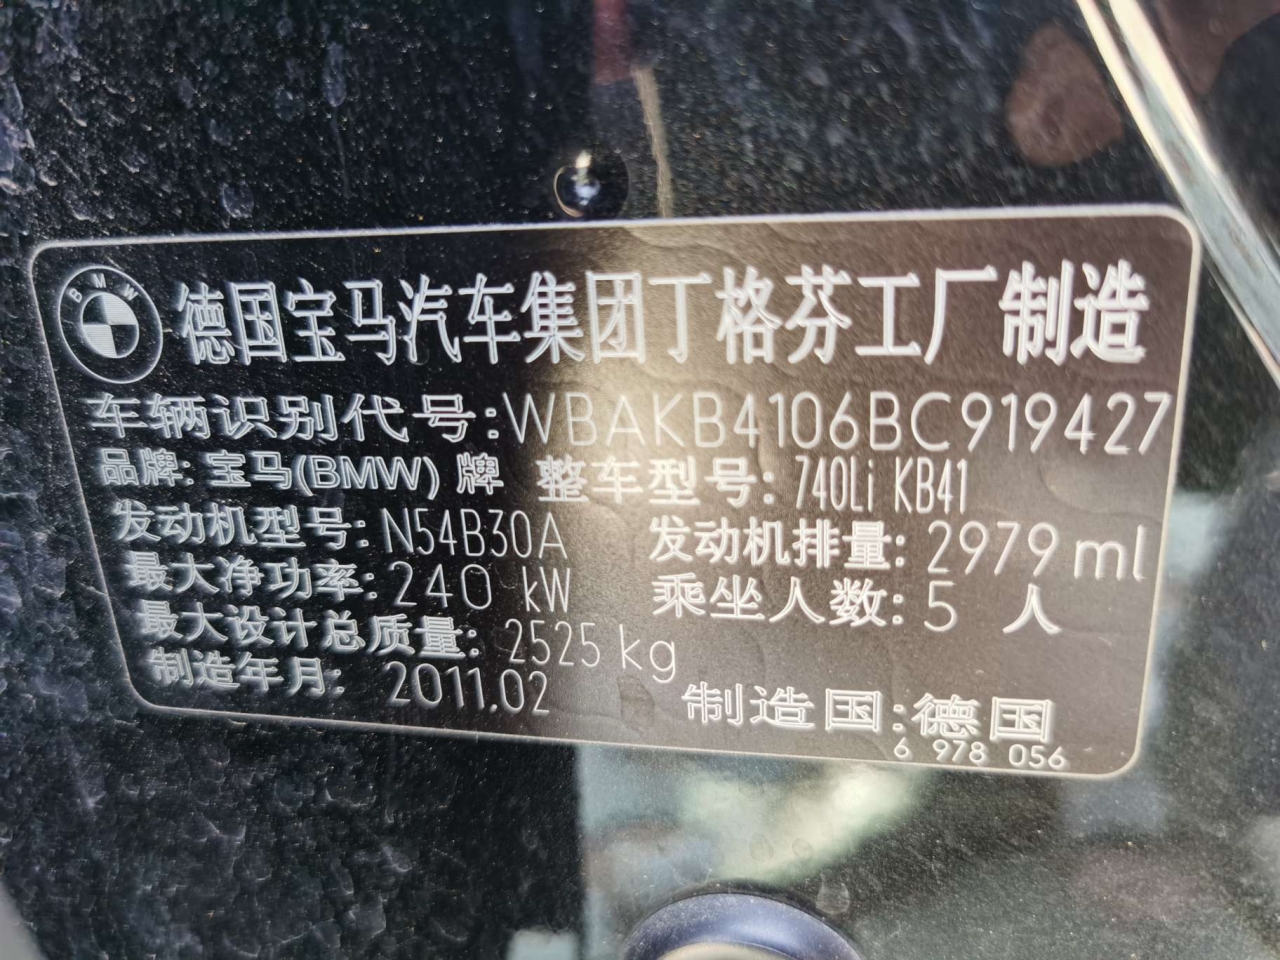 BMW
德国宝马汽车集团丁格芬工厂制造
车辆识别代号:WBAKB4106BC919427
品牌: 宝马(BMW) 牌 整车型号: 740Li KB41
发动机型号: N54B30A 发动机排量: 2979 ml
最大净功率: 240 kW 乘坐人数: 5 人
最大设计总质量: 2525 kg
制造年月: 2011.02
制造国:德国
6 978 056